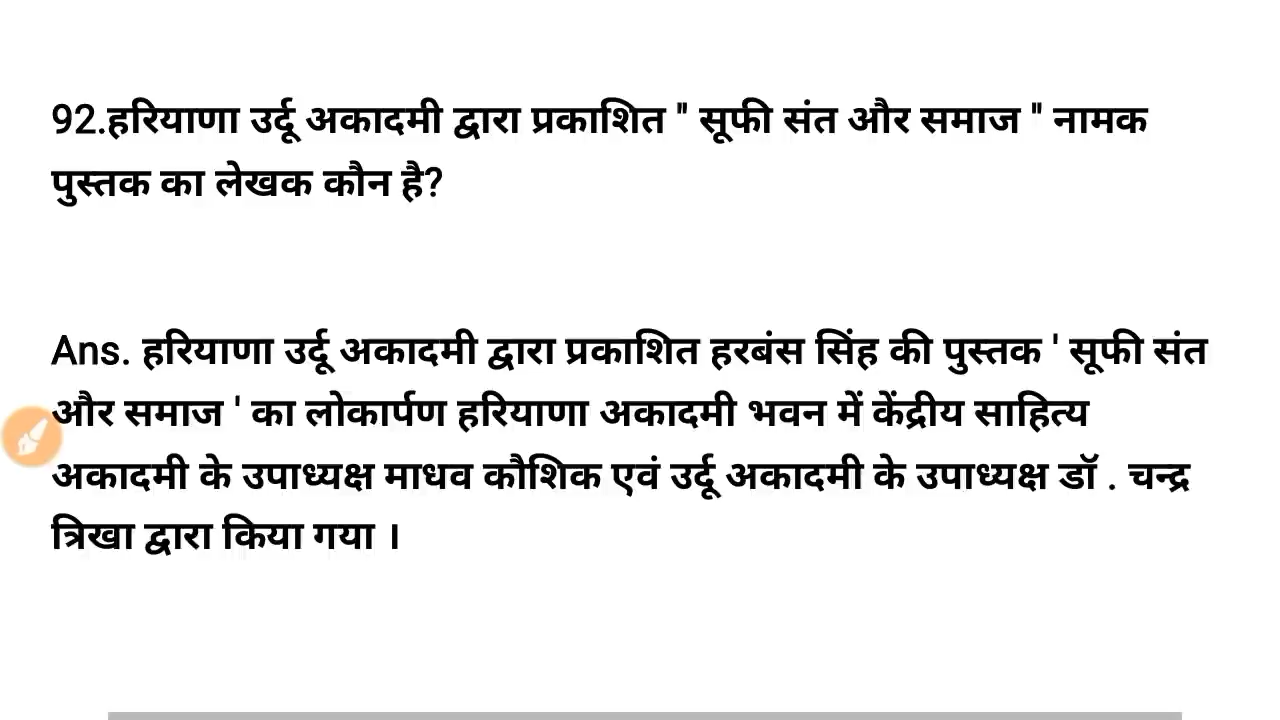 92.हरियाणा उर्दू अकादमी द्वारा प्रकाशित " सूफी संत और समाज " नामक
पुस्तक का लेखक कौन है?
Ans. हरियाणा उर्दू अकादमी द्वारा प्रकाशित हरबंस सिंह की पुस्तक ' सूफी संत
और समाज ' का लोकार्पण हरियाणा अकादमी भवन में केंद्रीय साहित्य
अकादमी के उपाध्यक्ष माधव कौशिक एवं उर्दू अकादमी के उपाध्यक्ष डॉ . चन्द्र
त्रिखा द्वारा किया गया ।